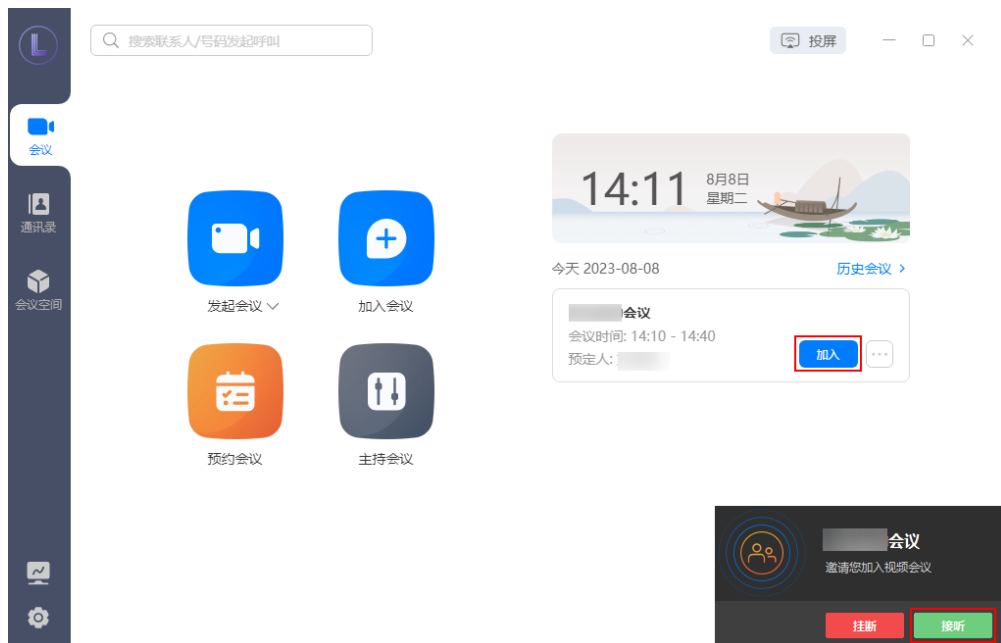 L
搜索联系人/号码发起呼叫
投屏
会议
通讯录
会议空间
发起会议
加入会议
预约会议
主持会议
14:11
8月8日
星期二
今天 2023-08-08
历史会议
会议
会议时间: 14:10 - 14:40
预定人:
加入
会议
邀请您加入视频会议
挂断
接听